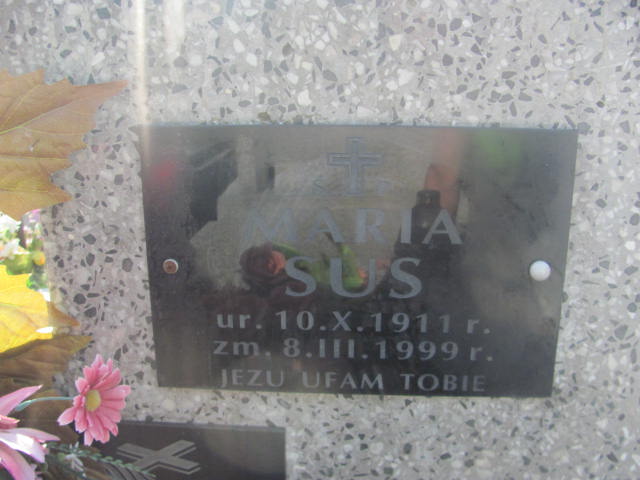 MARIA
SUS
ur. 10.X.1911 r.
zm. 8.III.1999 r.
JEZU UFAM TOBIE